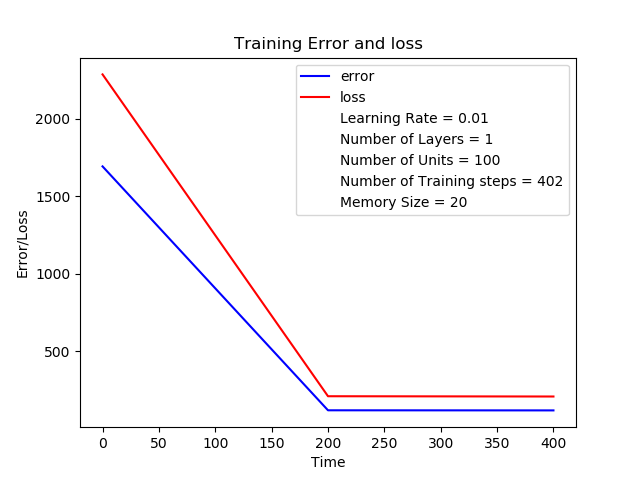 Training Error and loss
error
loss
Learning Rate = 0.01
Number of Layers = 1
Number of Units = 100
Number of Training steps = 402
Memory Size = 20
Error/Loss
2000
1500
1000
500
0 50 100 150 200 250 300 350 400
Time